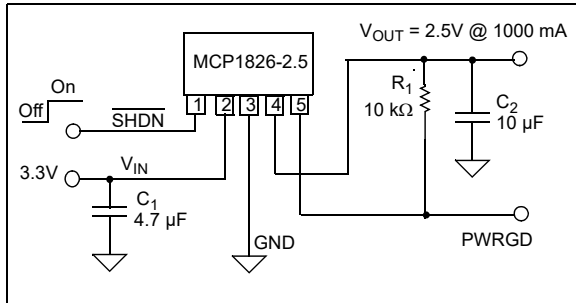 V_OUT = 2.5V @ 1000 mA
MCP1826-2.5
On
Off
1 2 3 4 5
SHDN
R1
10 kΩ
C2
10 µF
3.3V
VIN
C1
4.7 µF
GND
PWRGD